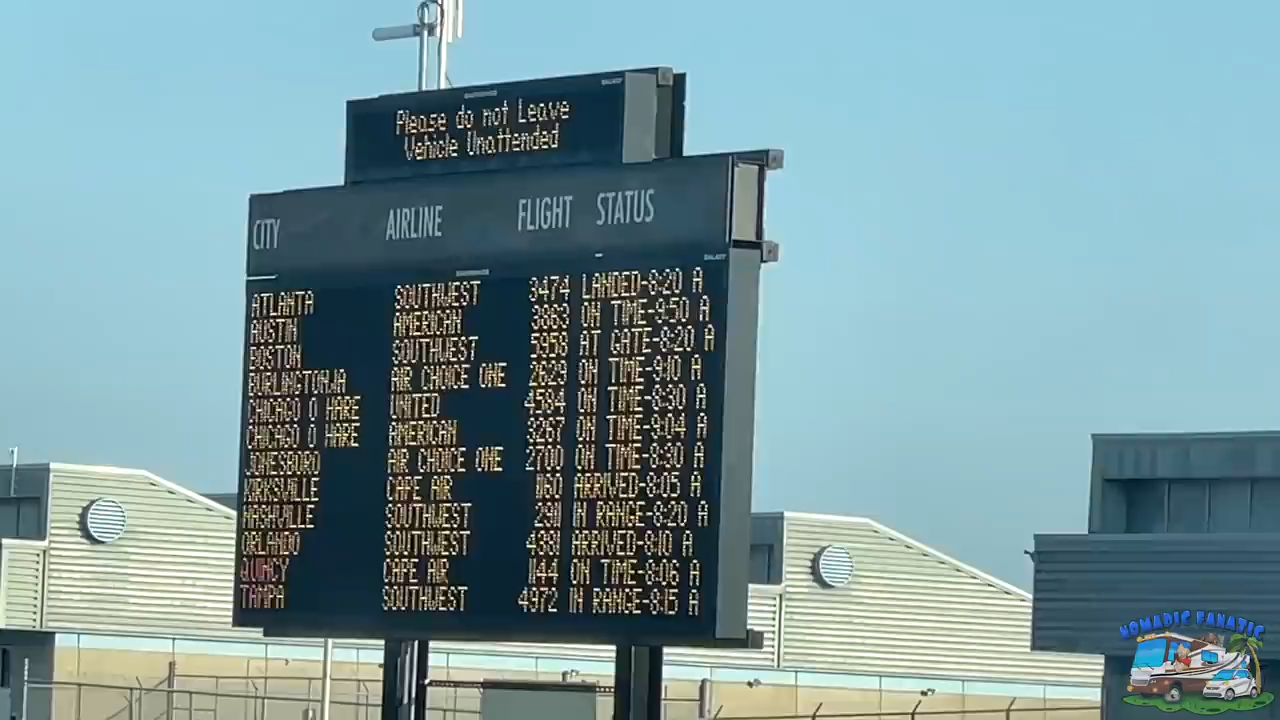 Please do not Leave
Vehicle Unattended
CITY AIRLINE FLIGHT STATUS
ATLANTA SOUTHWEST 3474 LANDED-8:20 A
AUSTIN AMERICAN 3869 ON TIME-9:50 A
BOSTON SOUTHWEST 5958 AT GATE-8:20 A
BURLINGTON,IA AIR CHOICE ONE 2629 ON TIME-9:10 A
CHICAGO O HARE UNITED 4584 ON TIME-8:30 A
CHICAGO O HARE AMERICAN 3267 ON TIME-9:04 A
JONESBORO AIR CHOICE ONE 2700 ON TIME-8:30 A
KIRKSVILLE CAPE AIR 1160 ARRIVED-8:05 A
NASHVILLE SOUTHWEST 2911 IN RANGE-8:20 A
ORLANDO SOUTHWEST 4381 ARRIVED-8:10 A
QUINCY CAPE AIR 1144 ON TIME-8:06 A
TAMPA SOUTHWEST 4972 IN RANGE-8:15 A
NOMADIC FANATIC